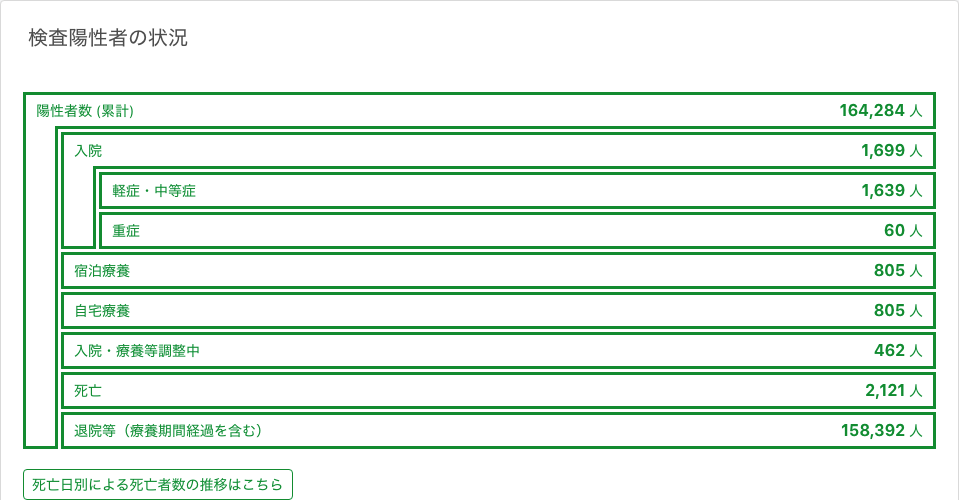 検査陽性者の状況
陽性者数 (累計) 164,284 人
入院 1,699 人
軽症・中等症 1,639 人
重症 60 人
宿泊療養 805 人
自宅療養 805 人
入院・療養等調整中 462 人
死亡 2,121 人
退院等（療養期間経過を含む） 158,392 人
死亡日別による死亡者数の推移はこちら